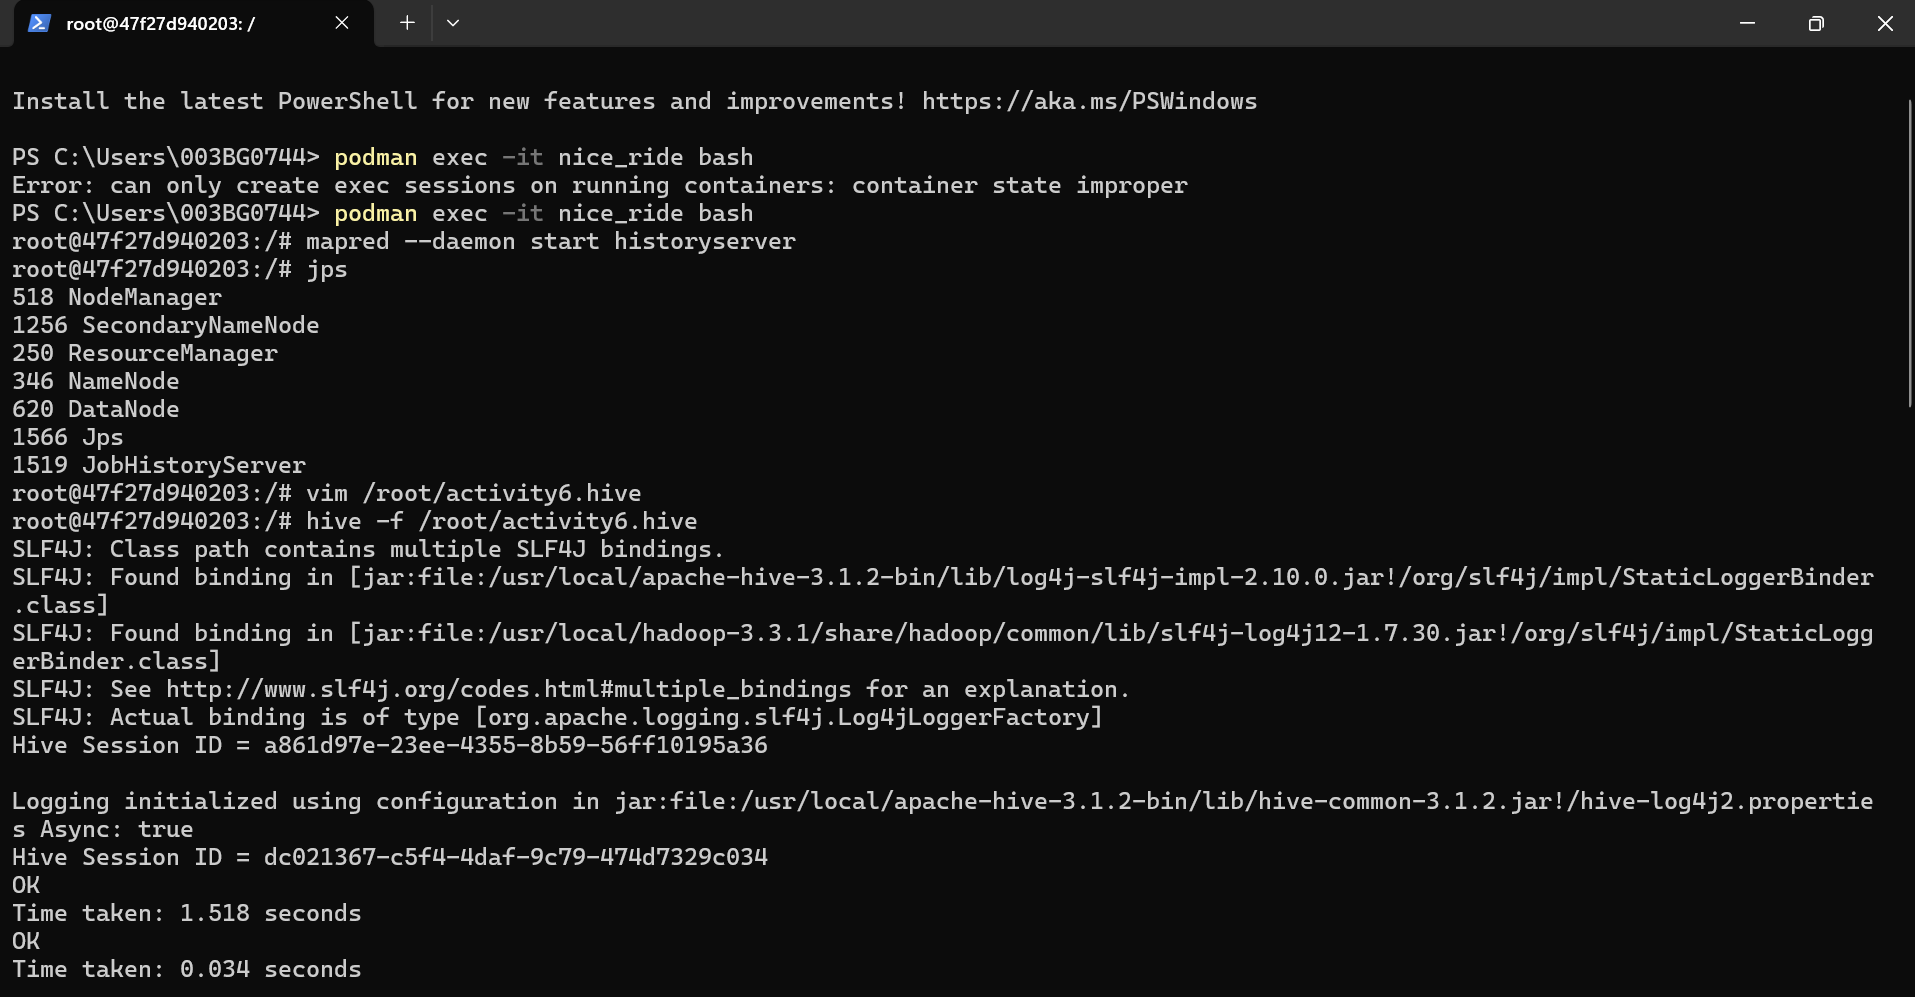 root@47f27d940203: /
Install the latest PowerShell for new features and improvements! https://aka.ms/PSWindows
PS C:\Users\003BG0744> podman exec -it nice_ride bash
Error: can only create exec sessions on running containers: container state improper
PS C:\Users\003BG0744> podman exec -it nice_ride bash
root@47f27d940203:/# mapred --daemon start historyserver
root@47f27d940203:/# jps
518 NodeManager
1256 SecondaryNameNode
250 ResourceManager
346 NameNode
620 DataNode
1566 Jps
1519 JobHistoryServer
root@47f27d940203:/# vim /root/activity6.hive
root@47f27d940203:/# hive -f /root/activity6.hive
SLF4J: Class path contains multiple SLF4J bindings.
SLF4J: Found binding in [jar:file:/usr/local/apache-hive-3.1.2-bin/lib/log4j-slf4j-impl-2.10.0.jar!/org/slf4j/impl/StaticLoggerBinder
.class]
SLF4J: Found binding in [jar:file:/usr/local/hadoop-3.3.1/share/hadoop/common/lib/slf4j-log4j12-1.7.30.jar!/org/slf4j/impl/StaticLogg
erBinder.class]
SLF4J: See http://www.slf4j.org/codes.html#multiple_bindings for an explanation.
SLF4J: Actual binding is of type [org.apache.logging.slf4j.Log4jLoggerFactory]
Hive Session ID = a861d97e-23ee-4355-8b59-56ff10195a36
Logging initialized using configuration in jar:file:/usr/local/apache-hive-3.1.2-bin/lib/hive-common-3.1.2.jar!/hive-log4j2.propertie
s Async: true
Hive Session ID = dc021367-c5f4-4daf-9c79-474d7329c034
OK
Time taken: 1.518 seconds
OK
Time taken: 0.034 seconds